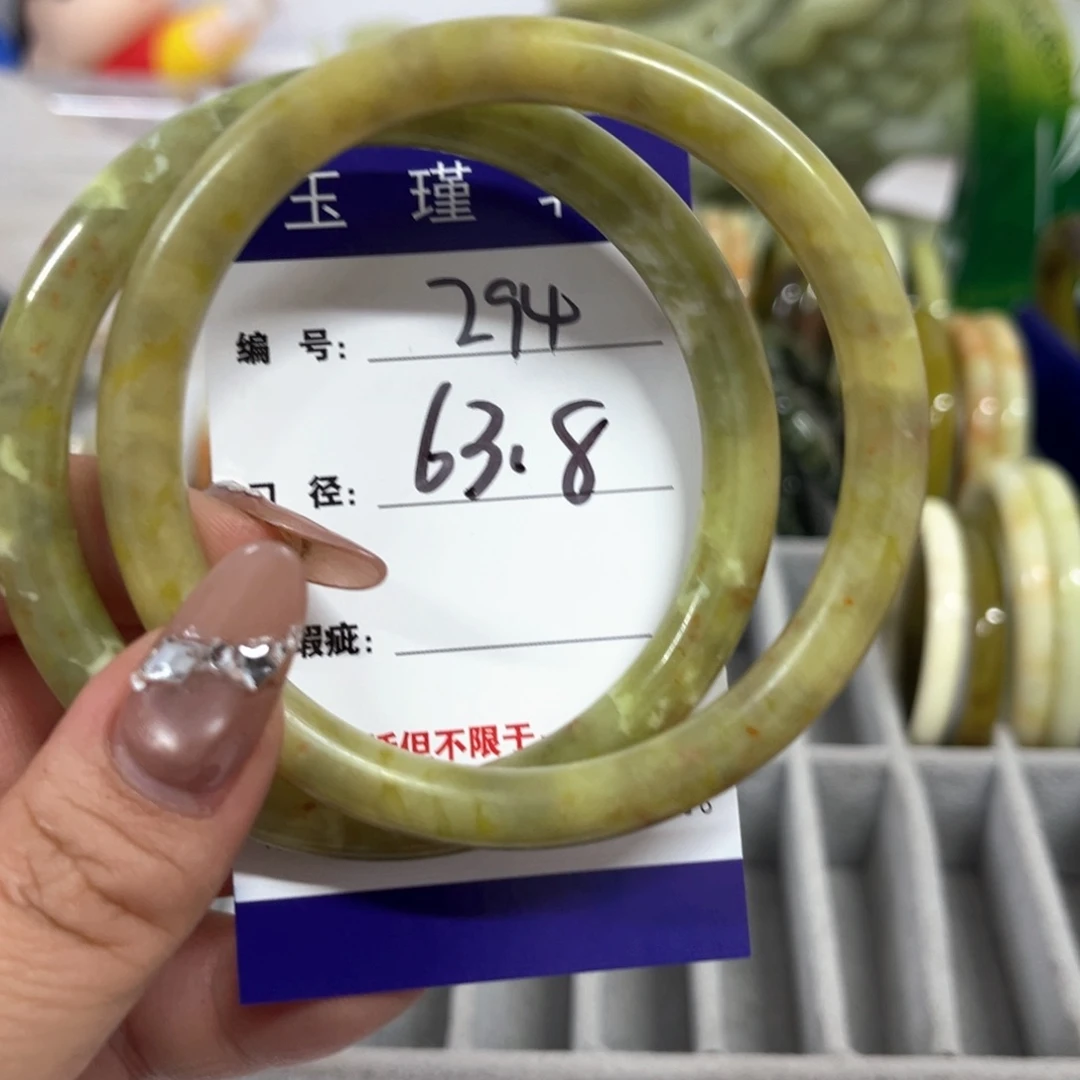 玉 瑾
编 号: 294
径: 63.8
瑕疵:
但不限于